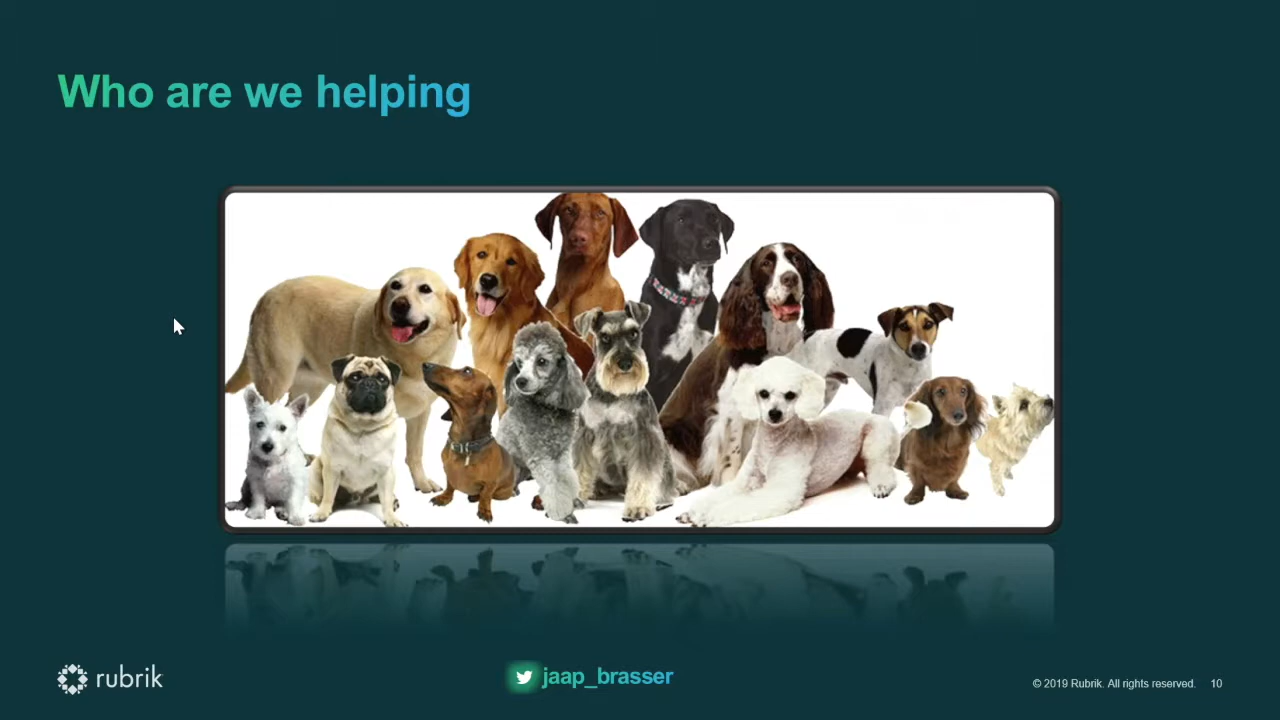 Who are we helping
rubrik
jaap_brasser
© 2019 Rubrik. All rights reserved. 10